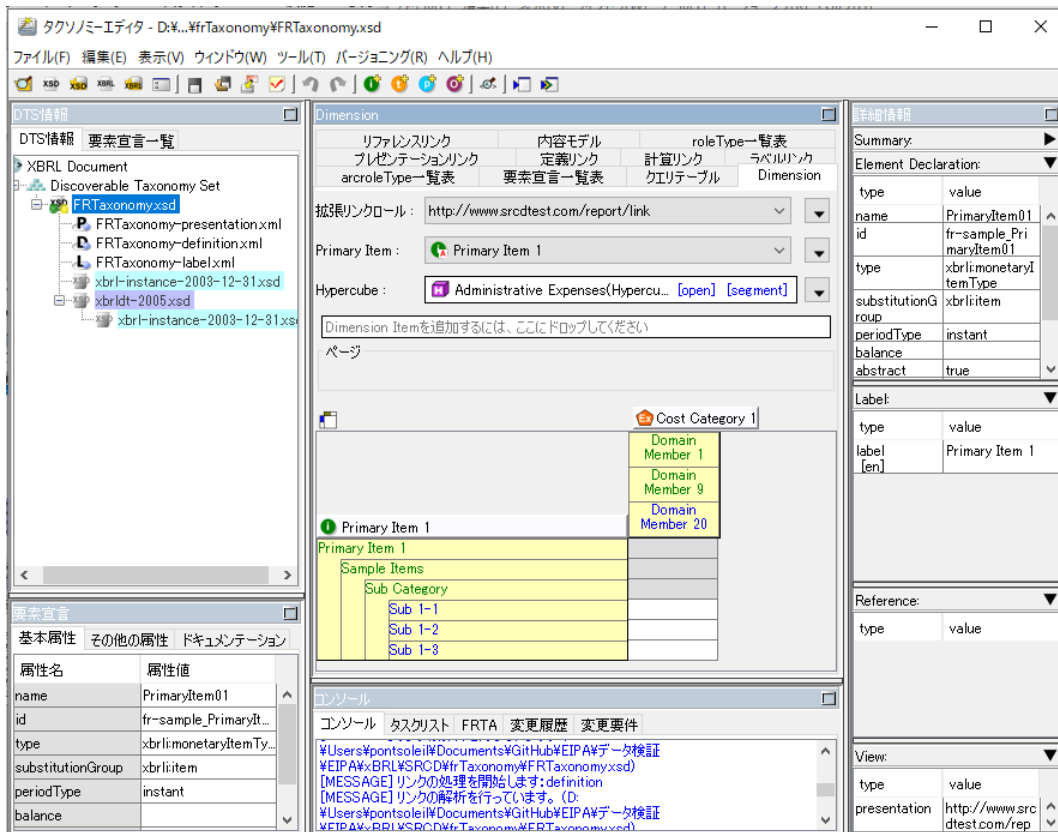 タクソノミーエディタ - D:¥...¥frTaxonomy¥FRTaxonomy.xsd
ファイル(F) 編集(E) 表示(V) ウィンドウ(W) ツール(T) バージョニング(R) ヘルプ(H)
DTS情報
DTS情報 要素宣言一覧
XBRL Document
Discoverable Taxonomy Set
FRTaxonomy.xsd
FRTaxonomy-presentation.xml
FRTaxonomy-definition.xml
FRTaxonomy-label.xml
xbrl-instance-2003-12-31.xsd
xbrldt-2005.xsd
xbrl-instance-2003-12-31.xs
要素宣言
基本属性 その他の属性 ドキュメンテーション
属性名 属性値
name PrimaryItem01
id fr-sample_PrimaryIt...
type xbrli:monetaryItemTy...
substitutionGroup xbrli:item
periodType instant
balance
Dimension
リファレンスリンク 内容モデル roleType一覧表
プレゼンテーションリンク 定義リンク 計算リンク ラベルリンク
arcroleType一覧表 要素宣言一覧表 クエリテーブル Dimension
拡張リンクロール : http://www.srcdtest.com/report/link
Primary Item : Primary Item 1
Hypercube : Administrative Expenses(Hypercu... [open] [segment]
Dimension Itemを追加するには、ここにドロップしてください
ページ
Cost Category 1
Domain
Member 1
Domain
Member 9
Domain
Member 20
Primary Item 1
Primary Item 1
Sample Items
Sub Category
Sub 1-1
Sub 1-2
Sub 1-3
コンソール
コンソール タスクリスト FRTA 変更履歴 変更要件
¥Users¥pontsoleil¥Documents¥GitHub¥EIPA¥データ検証
¥EIPA¥xBRL¥SRCD¥frTaxonomy¥FRTaxonomy.xsd)
[MESSAGE] リンクの処理を開始します:definition
[MESSAGE] リンクの解析を行っています。(D:
¥Users¥pontsoleil¥Documents¥GitHub¥EIPA¥データ検証
¥EIPA¥xBRL¥SRCD¥frTaxonomy¥FRTaxonomy.xsd)
詳細情報
Summary:
Element Declaration:
type value
name PrimaryItem01
id fr-sample_Pri
maryItem01
type xbrli:monetaryI
temType
substitutionG xbrli:item
roup
periodType instant
balance
abstract true
Label:
type value
label Primary Item 1
[en]
Reference:
type value
View:
type value
presentation http://www.src
dtest.com/rep